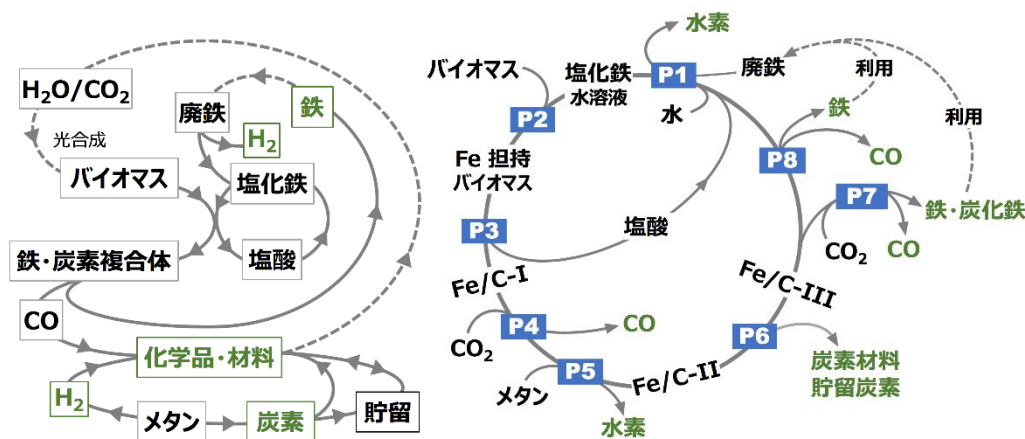 H₂O/CO₂
光合成
バイオマス
廃鉄
鉄
H₂
塩化鉄
塩酸
鉄・炭素複合体
CO
化学品・材料
H₂
メタン
炭素
貯留
水素
バイオマス
塩化鉄
水溶液
P1
廃鉄
利用
水
P2
鉄
利用
Fe 担持
バイオマス
P8
CO
P7
鉄・炭化鉄
P3
塩酸
CO₂
CO
Fe/C-I
Fe/C-III
P4
CO
CO₂
P6
P5
炭素材料
貯留炭素
メタン
Fe/C-II
水素